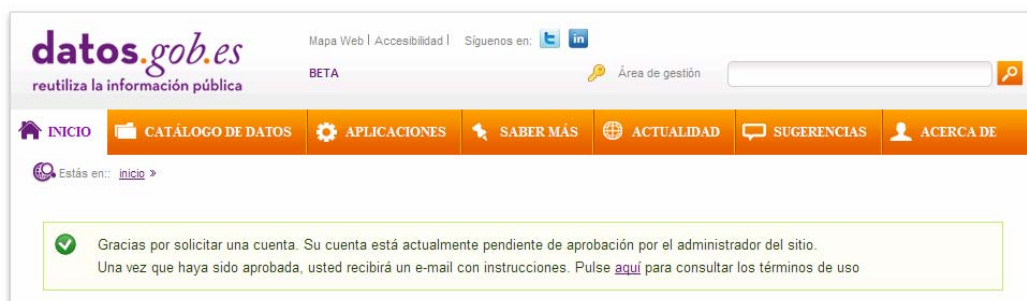 datos.gob.es
reutiliza la información pública
Mapa Web | Accesibilidad | Síguenos en:
BETA
Área de gestión
INICIO CATÁLOGO DE DATOS APLICACIONES SABER MÁS ACTUALIDAD SUGERENCIAS ACERCA DE
Estás en:: inicio >
Gracias por solicitar una cuenta. Su cuenta está actualmente pendiente de aprobación por el administrador del sitio.
Una vez que haya sido aprobada, usted recibirá un e-mail con instrucciones. Pulse aquí para consultar los términos de uso